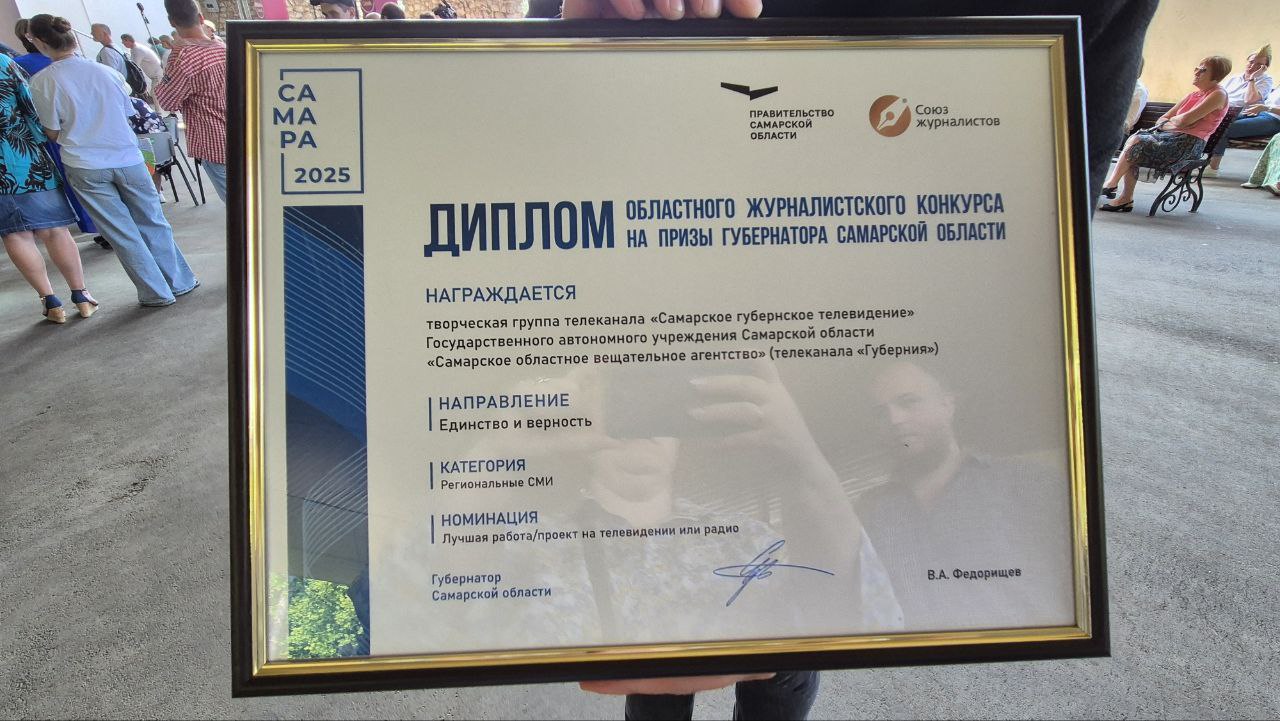 СА
МА
РА
2025
ПРАВИТЕЛЬСТВО
САМАРСКОЙ
ОБЛАСТИ
Союз
журналистов
ДИПЛОМ ОБЛАСТНОГО ЖУРНАЛИСТСКОГО КОНКУРСА
НА ПРИЗЫ ГУБЕРНАТОРА САМАРСКОЙ ОБЛАСТИ
НАГРАЖДАЕТСЯ
творческая группа телеканала «Самарское губернское телевидение»
Государственного автономного учреждения Самарской области
«Самарское областное вещательное агентство» (телеканала «Губерния»)
НАПРАВЛЕНИЕ
Единство и верность
КАТЕГОРИЯ
Региональные СМИ
НОМИНАЦИЯ
Лучшая работа/проект на телевидении или радио
Губернатор
Самарской области
В.А. Федорищев